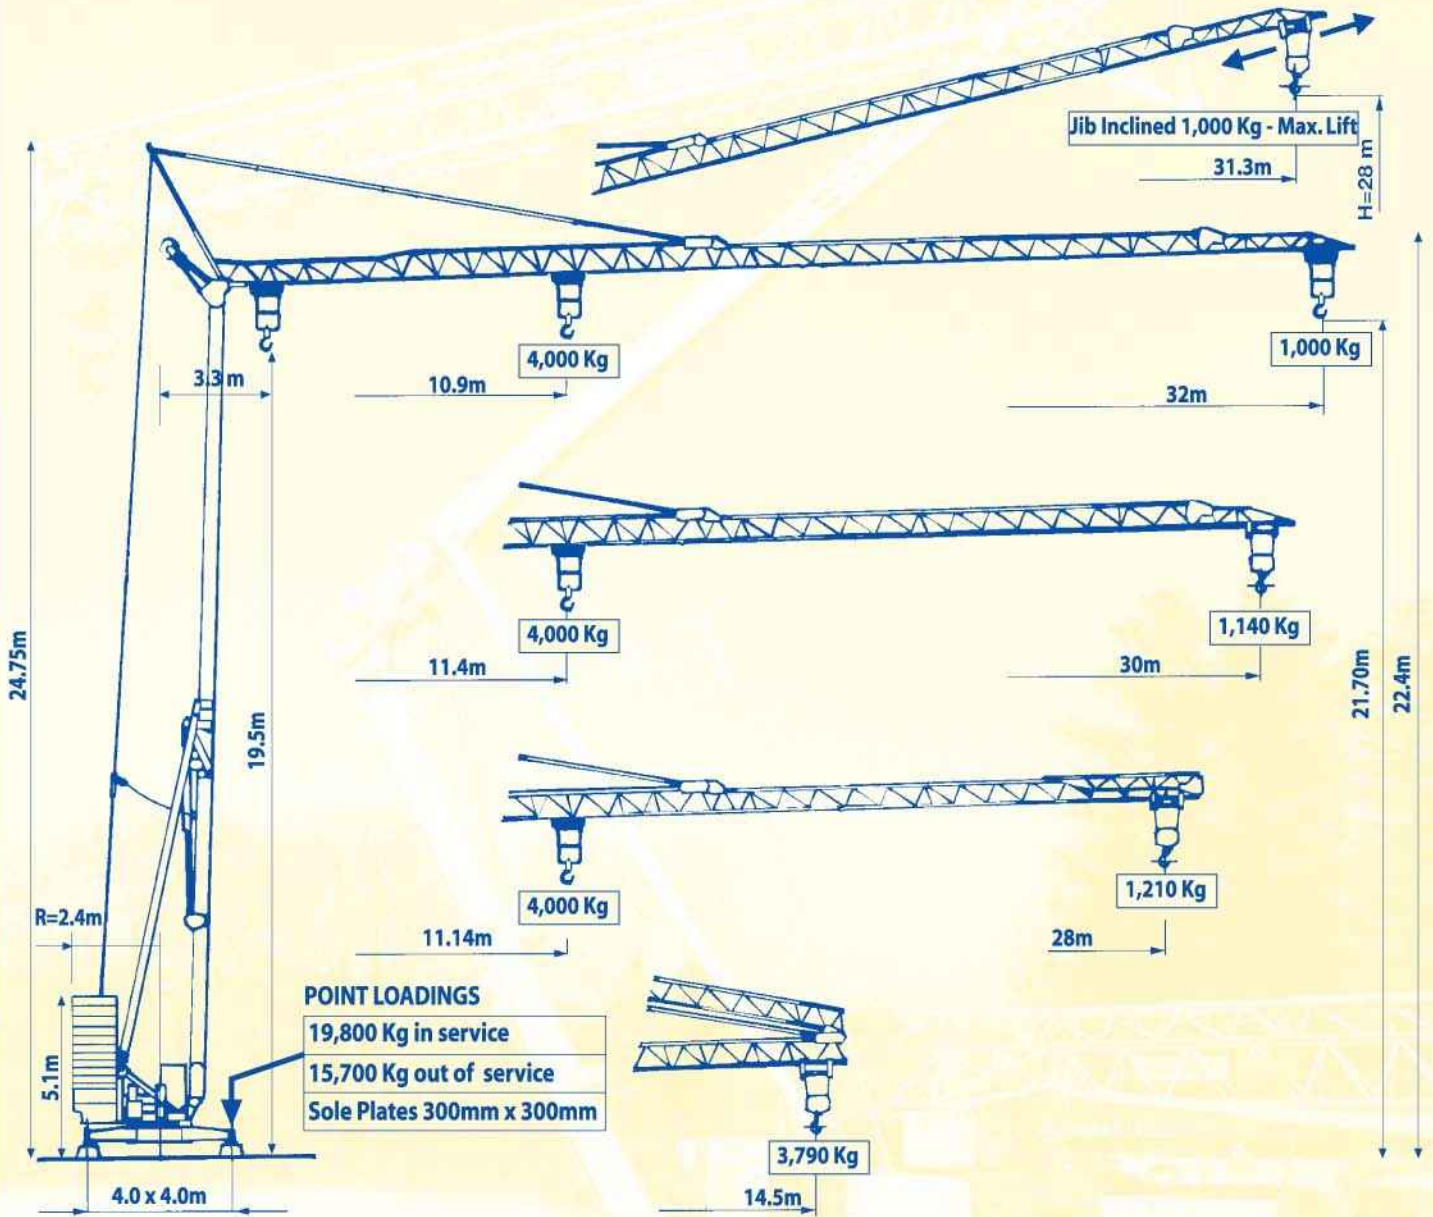 Jib Inclined 1,000 Kg - Max. Lift
31.3m
H=28 m
4,000 Kg
1,000 Kg
3.3 m
10.9m
32m
4,000 Kg
1,140 Kg
11.4m
30m
24.75m
19.5m
21.70m
22.4m
4,000 Kg
1,210 Kg
11.14m
28m
R=2.4m
5.1m
POINT LOADINGS
19,800 Kg in service
15,700 Kg out of service
Sole Plates 300mm x 300mm
3,790 Kg
14.5m
4.0 x 4.0m